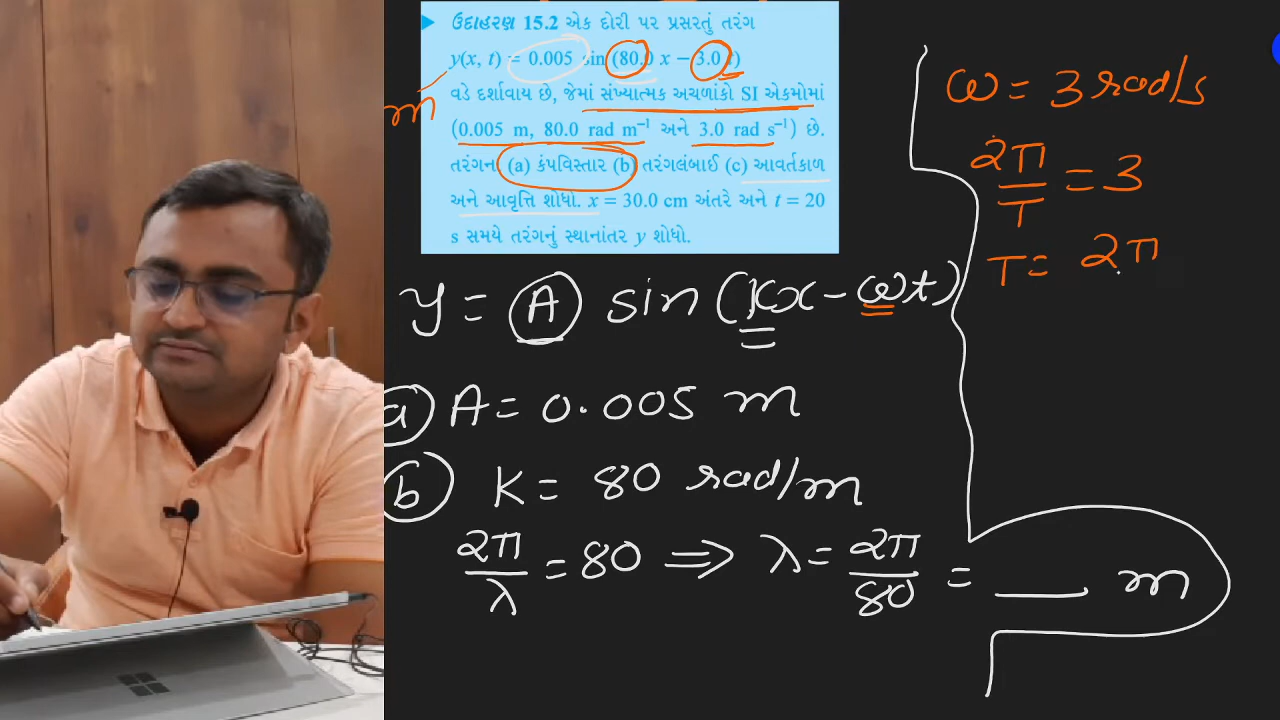 ઉદાહરણ 15.2 એક દોરી પર પ્રસરતું તરંગ
y(x, t) = 0.005 sin (80.0 x − 3.0 t)
વડે દર્શાવાય છે, જેમાં સંખ્યાત્મક અચળાંકો SI એકમોમાં
(0.005 m, 80.0 rad m⁻¹ અને 3.0 rad s⁻¹) છે.
તરંગના (a) કંપવિસ્તાર (b) તરંગલંબાઈ (c) આવર્તકાળ
અને આવૃત્તિ શોધો. x = 30.0 cm અંતરે અને t = 20
s સમયે તરંગનું સ્થાનાંતર y શોધો.
m
y = A sin (kx − ωt)
a) A = 0.005 m
b) K = 80 rad/m
2π/λ = 80 ⇒ λ = 2π/80 = __ m
ω = 3 rad/s
2π/T = 3
T = 2π